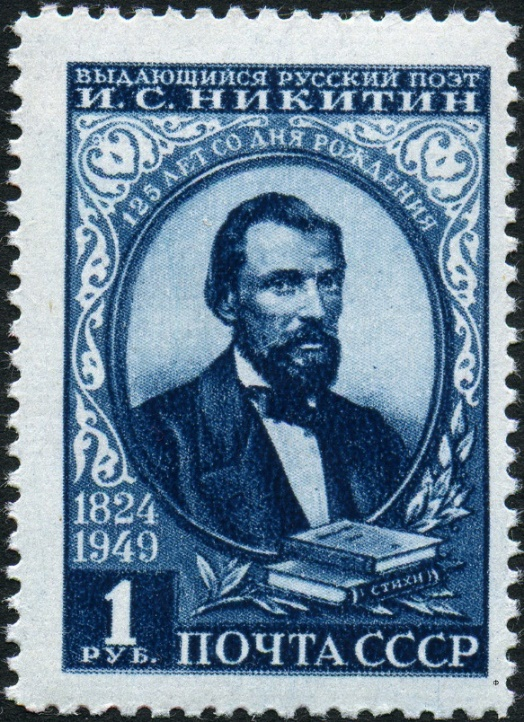 ВЫДАЮЩИЙСЯ РУССКИЙ ПОЭТ
И.С.НИКИТИН
125 ЛЕТ СО ДНЯ РОЖДЕНИЯ
1824
1949
СТИХИ
1
РУБ.
ПОЧТА СССР